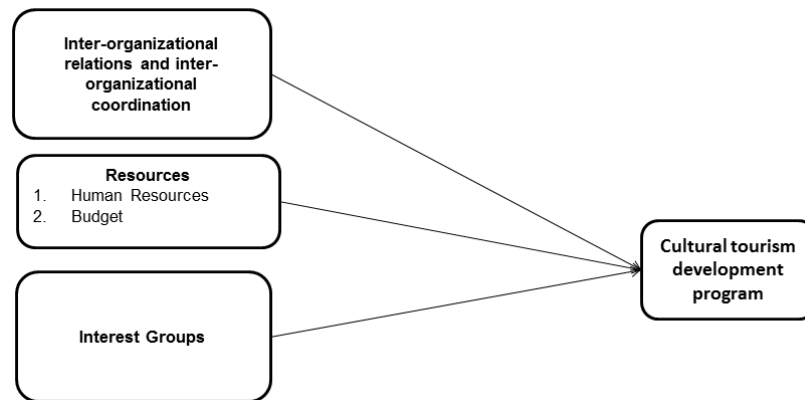 Inter-organizational
relations and inter-
organizational
coordination
Resources
1. Human Resources
2. Budget
Interest Groups
Cultural tourism
development
program